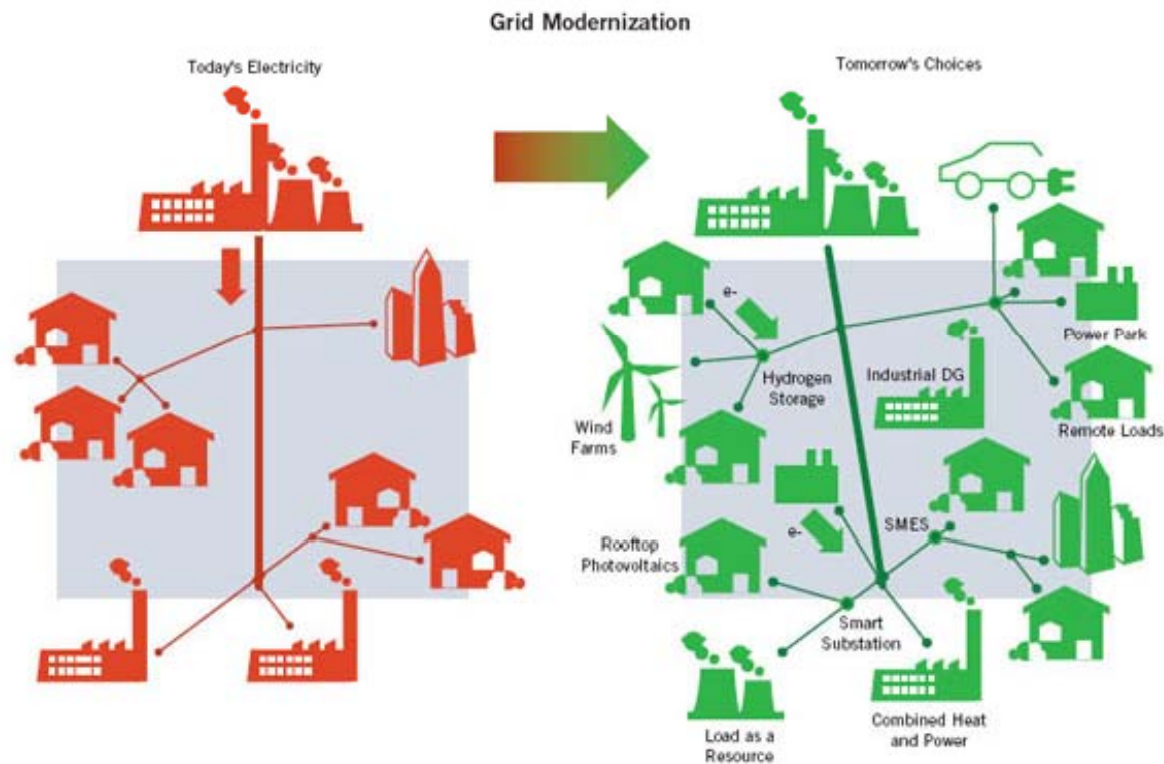 Grid Modernization
Today's Electricity
Tomorrow's Choices
e-
Power Park
Hydrogen
Storage
Industrial DG
Wind
Farms
Remote Loads
SMES
e-
Rooftop
Photovoltaics
Smart
Substation
Load as a
Resource
Combined Heat
and Power